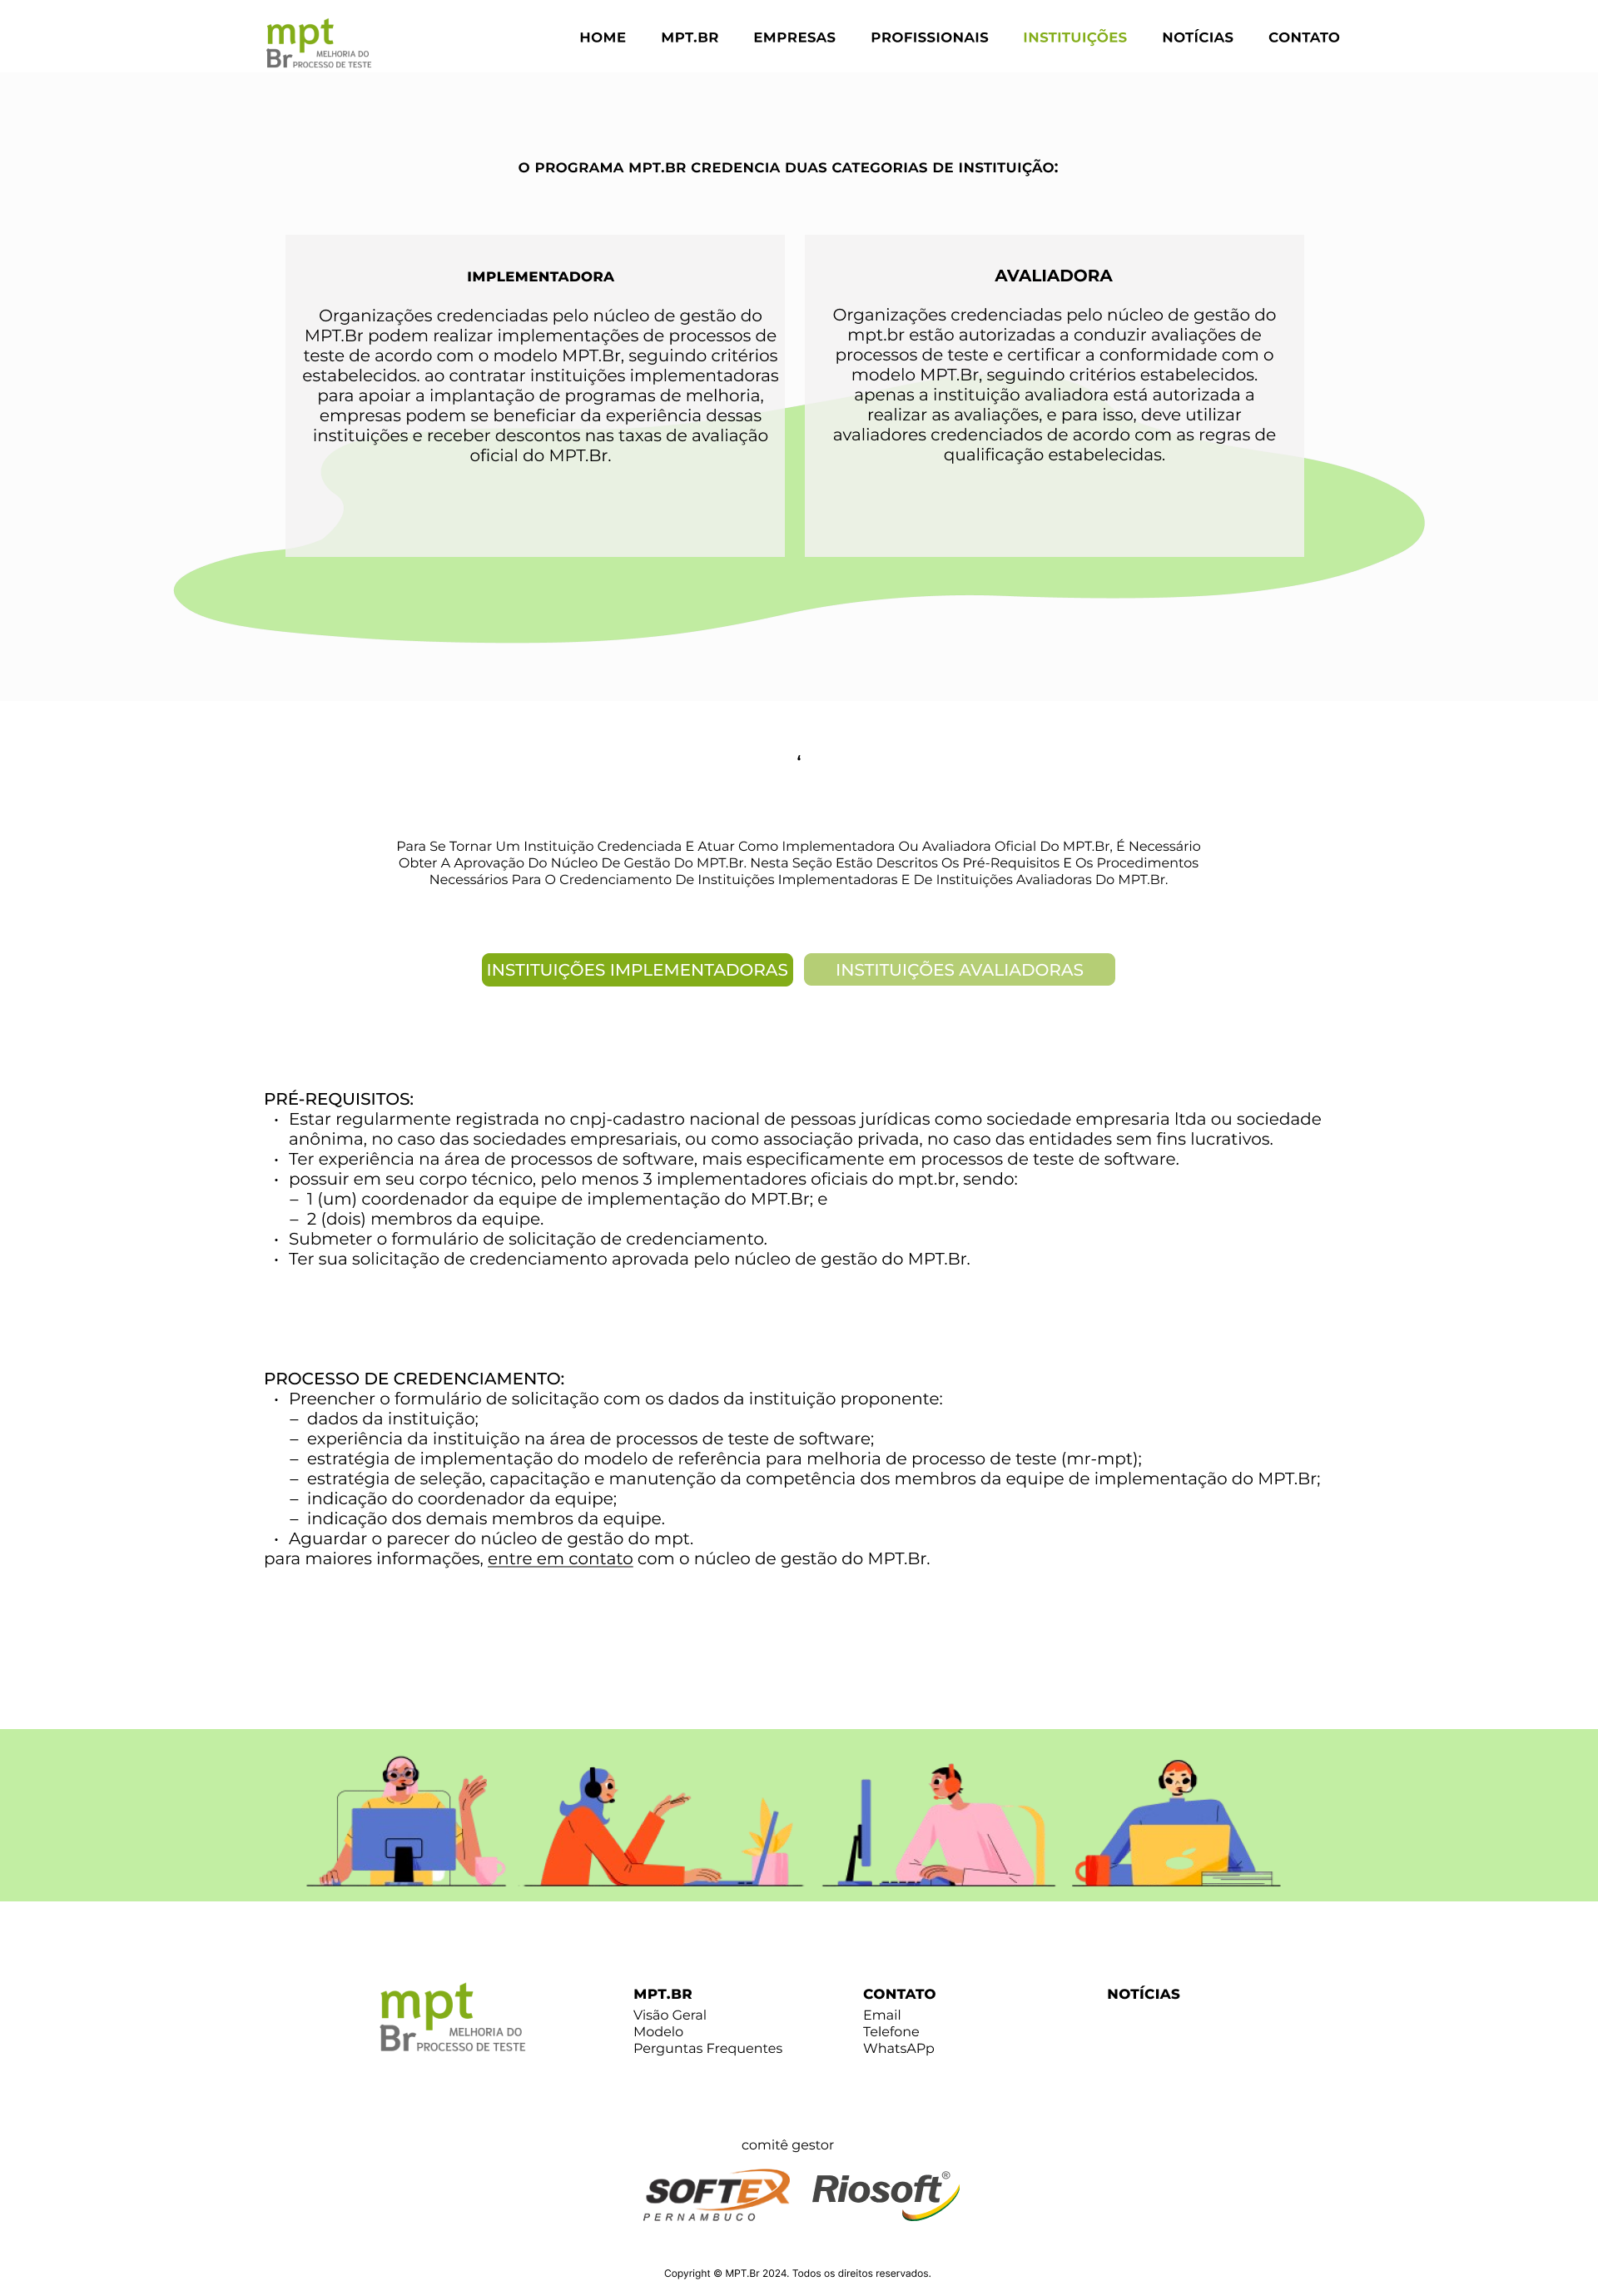 mpt
Br MELHORIA DO
PROCESSO DE TESTE
HOME MPT.BR EMPRESAS PROFISSIONAIS INSTITUIÇÕES NOTÍCIAS CONTATO
O PROGRAMA MPT.BR CREDENCIA DUAS CATEGORIAS DE INSTITUIÇÃO:
IMPLEMENTADORA
Organizações credenciadas pelo núcleo de gestão do
MPT.Br podem realizar implementações de processos de
teste de acordo com o modelo MPT.Br, seguindo critérios
estabelecidos. ao contratar instituições implementadoras
para apoiar a implantação de programas de melhoria,
empresas podem se beneficiar da experiência dessas
instituições e receber descontos nas taxas de avaliação
oficial do MPT.Br.
AVALIADORA
Organizações credenciadas pelo núcleo de gestão do
mpt.br estão autorizadas a conduzir avaliações de
processos de teste e certificar a conformidade com o
modelo MPT.Br, seguindo critérios estabelecidos.
apenas a instituição avaliadora está autorizada a
realizar as avaliações, e para isso, deve utilizar
avaliadores credenciados de acordo com as regras de
qualificação estabelecidas.
‘
Para Se Tornar Um Instituição Credenciada E Atuar Como Implementadora Ou Avaliadora Oficial Do MPT.Br, É Necessário
Obter A Aprovação Do Núcleo De Gestão Do MPT.Br. Nesta Seção Estão Descritos Os Pré-Requisitos E Os Procedimentos
Necessários Para O Credenciamento De Instituições Implementadoras E De Instituições Avaliadoras Do MPT.Br.
INSTITUIÇÕES IMPLEMENTADORAS INSTITUIÇÕES AVALIADORAS
PRÉ-REQUISITOS:
• Estar regularmente registrada no cnpj-cadastro nacional de pessoas jurídicas como sociedade empresaria ltda ou sociedade
anônima, no caso das sociedades empresariais, ou como associação privada, no caso das entidades sem fins lucrativos.
• Ter experiência na área de processos de software, mais especificamente em processos de teste de software.
• possuir em seu corpo técnico, pelo menos 3 implementadores oficiais do mpt.br, sendo:
– 1 (um) coordenador da equipe de implementação do MPT.Br; e
– 2 (dois) membros da equipe.
• Submeter o formulário de solicitação de credenciamento.
• Ter sua solicitação de credenciamento aprovada pelo núcleo de gestão do MPT.Br.
PROCESSO DE CREDENCIAMENTO:
• Preencher o formulário de solicitação com os dados da instituição proponente:
– dados da instituição;
– experiência da instituição na área de processos de teste de software;
– estratégia de implementação do modelo de referência para melhoria de processo de teste (mr-mpt);
– estratégia de seleção, capacitação e manutenção da competência dos membros da equipe de implementação do MPT.Br;
– indicação do coordenador da equipe;
– indicação dos demais membros da equipe.
• Aguardar o parecer do núcleo de gestão do mpt.
para maiores informações, entre em contato com o núcleo de gestão do MPT.Br.
mpt
Br MELHORIA DO
PROCESSO DE TESTE
MPT.BR
Visão Geral
Modelo
Perguntas Frequentes
CONTATO
Email
Telefone
WhatsAPp
NOTÍCIAS
comitê gestor
SOFTEX
PERNAMBUCO
Riosoft®
Copyright © MPT.Br 2024. Todos os direitos reservados.